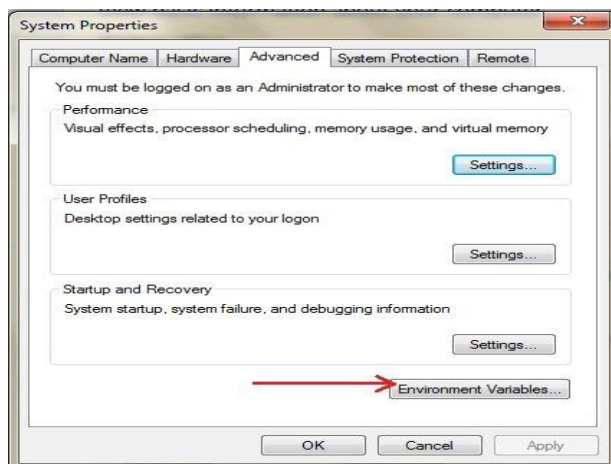 System Properties
Computer Name Hardware Advanced System Protection Remote
You must be logged on as an Administrator to make most of these changes.
Performance
Visual effects, processor scheduling, memory usage, and virtual memory
Settings...
User Profiles
Desktop settings related to your logon
Settings...
Startup and Recovery
System startup, system failure, and debugging information
Settings...
Environment Variables...
OK Cancel Apply